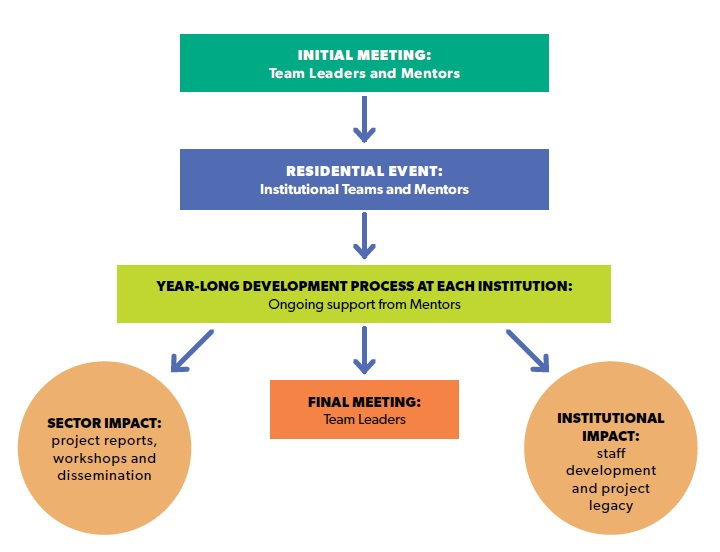 INITIAL MEETING:
Team Leaders and Mentors
RESIDENTIAL EVENT:
Institutional Teams and Mentors
YEAR-LONG DEVELOPMENT PROCESS AT EACH INSTITUTION:
Ongoing support from Mentors
SECTOR IMPACT:
project reports,
workshops and
dissemination
FINAL MEETING:
Team Leaders
INSTITUTIONAL
IMPACT:
staff
development
and project
legacy